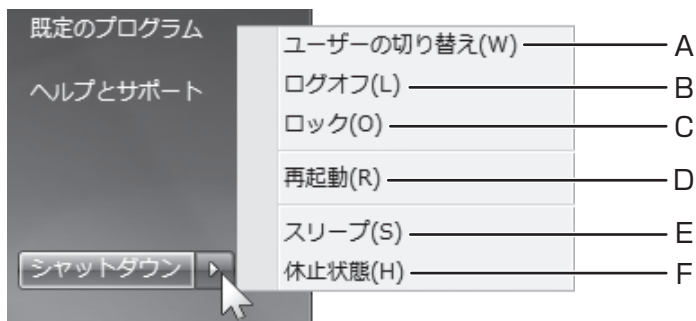 既定のプログラム
ヘルプとサポート
シャットダウン
ユーザーの切り替え(W)
A
ログオフ(L)
B
ロック(O)
C
再起動(R)
D
スリープ(S)
E
休止状態(H)
F